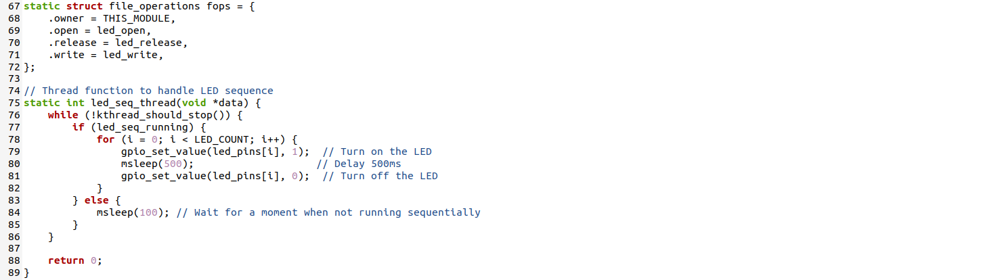 67 static struct file_operations fops = {
68     .owner = THIS_MODULE,
69     .open = led_open,
70     .release = led_release,
71     .write = led_write,
72 };
73
74 // Thread function to handle LED sequence
75 static int led_seq_thread(void *data) {
76     while (!kthread_should_stop()) {
77         if (led_seq_running) {
78             for (i = 0; i < LED_COUNT; i++) {
79                 gpio_set_value(led_pins[i], 1);  // Turn on the LED
80                 msleep(500);                    // Delay 500ms
81                 gpio_set_value(led_pins[i], 0);  // Turn off the LED
82             }
83         } else {
84             msleep(100); // Wait for a moment when not running sequentially
85         }
86     }
87
88     return 0;
89 }